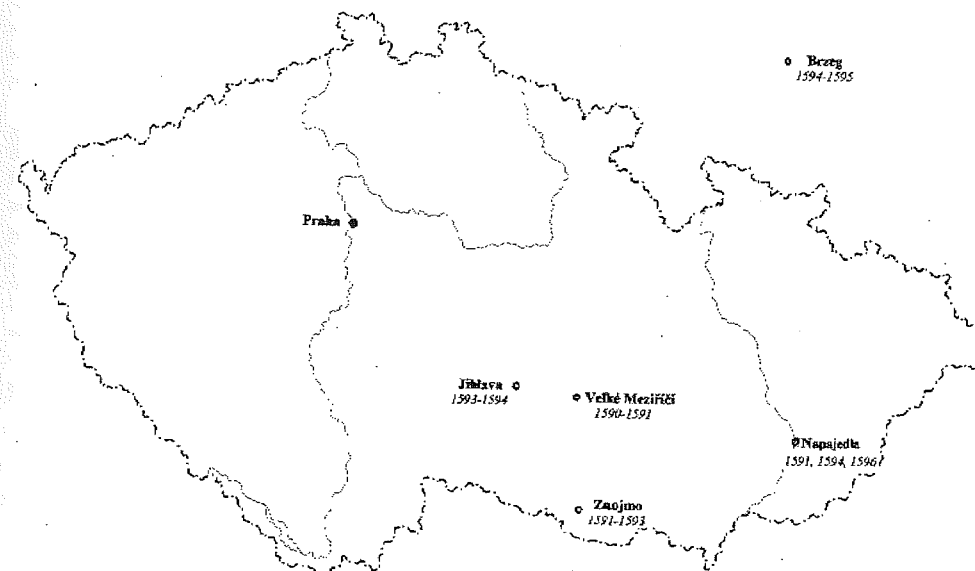 Brzeg
1594-1595
Praha
Jihlava
1593-1594
Velké Meziříčí
1590-1591
Napajedla
1591, 1594, 1596
Znojmo
1591-1593